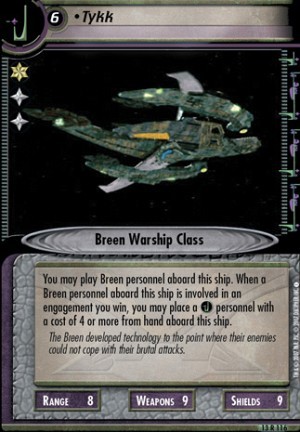 6
•Tykk
Breen Warship Class
You may play Breen personnel aboard this ship. When a
Breen personnel aboard this ship is involved in an
engagement you win, you may place a personnel with
a cost of 4 or more from hand aboard this ship.
The Breen developed technology to the point where their enemies
could not cope with their brutal attacks.
RANGE 8
WEAPONS 9
SHIELDS 9
13 R 116